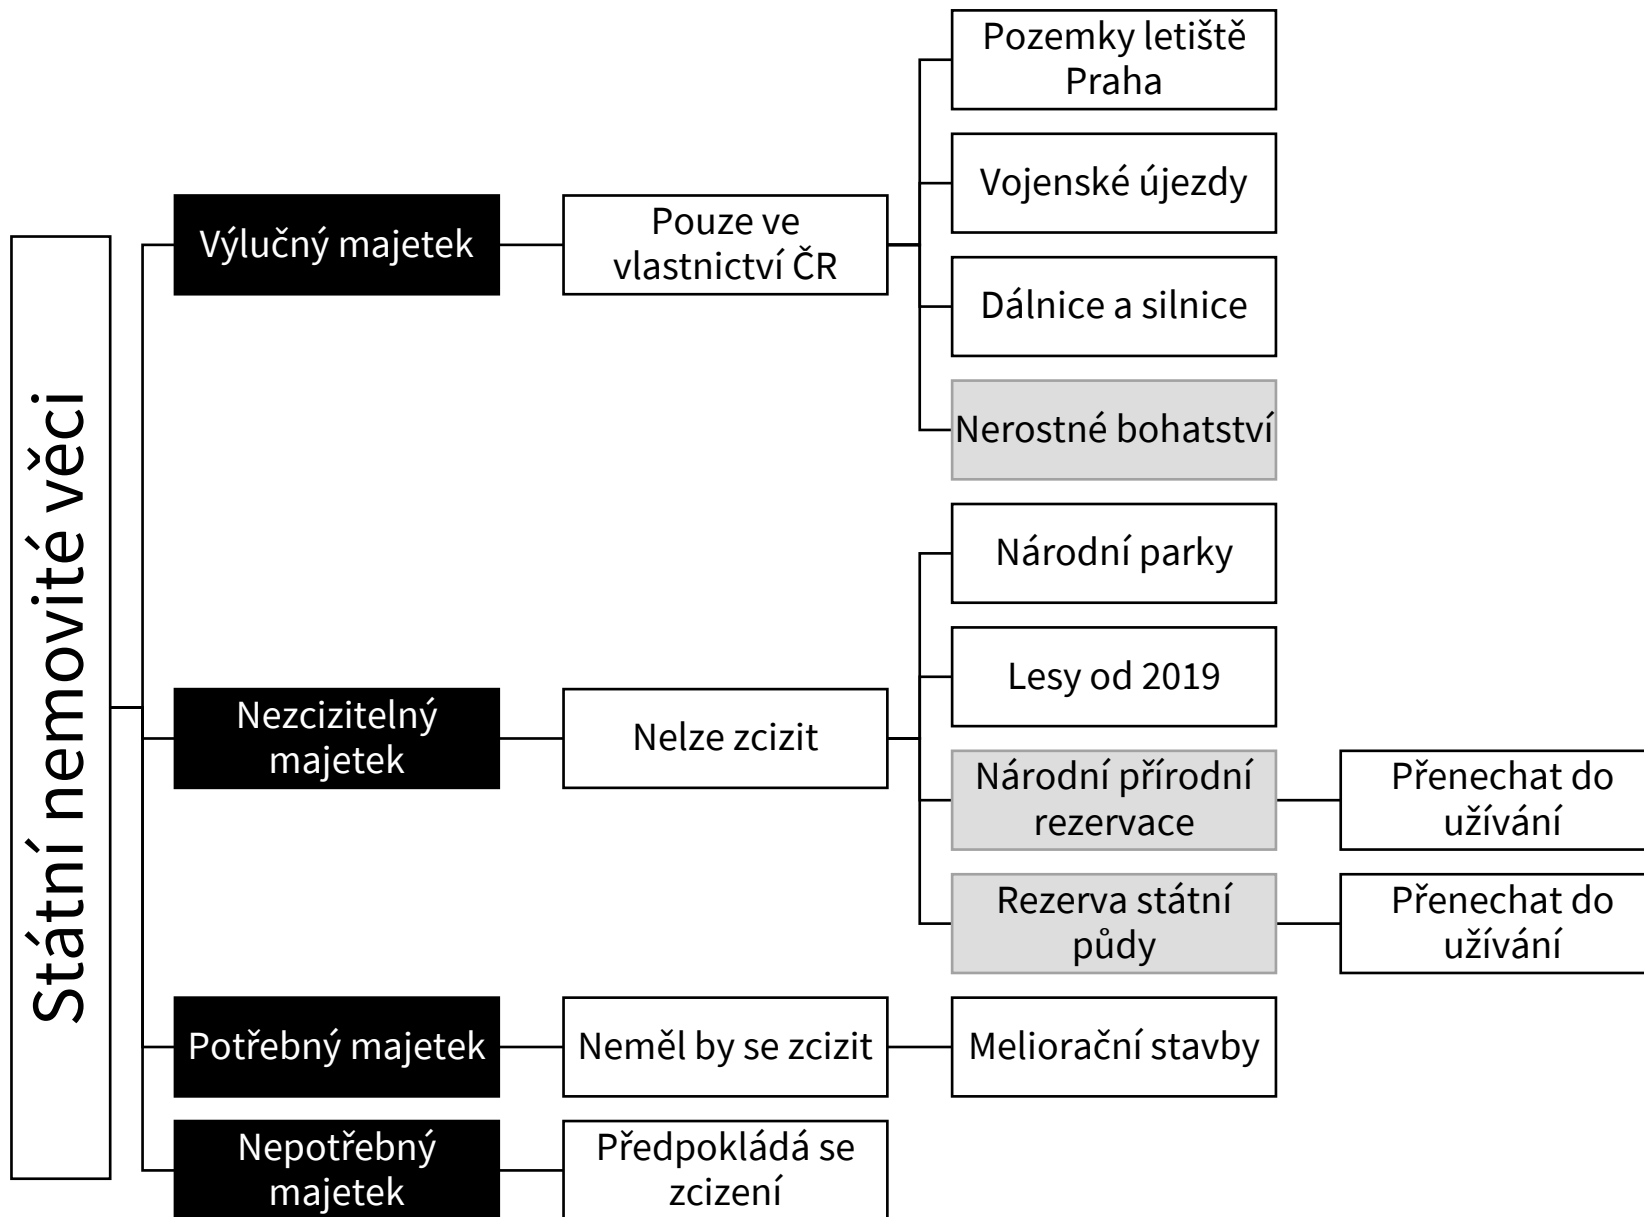 Státní nemovité věci
Výlučný majetek
Pouze ve
vlastnictví ČR
Pozemky letiště
Praha
Vojenské újezdy
Dálnice a silnice
Nerostné bohatství
Nezcizitelný
majetek
Nelze zcizit
Národní parky
Lesy od 2019
Národní přírodní
rezervace
Přenechat do
užívání
Rezerva státní
půdy
Přenechat do
užívání
Potřebný majetek
Neměl by se zcizit
Meliorační stavby
Nepotřebný
majetek
Předpokládá se
zcizení